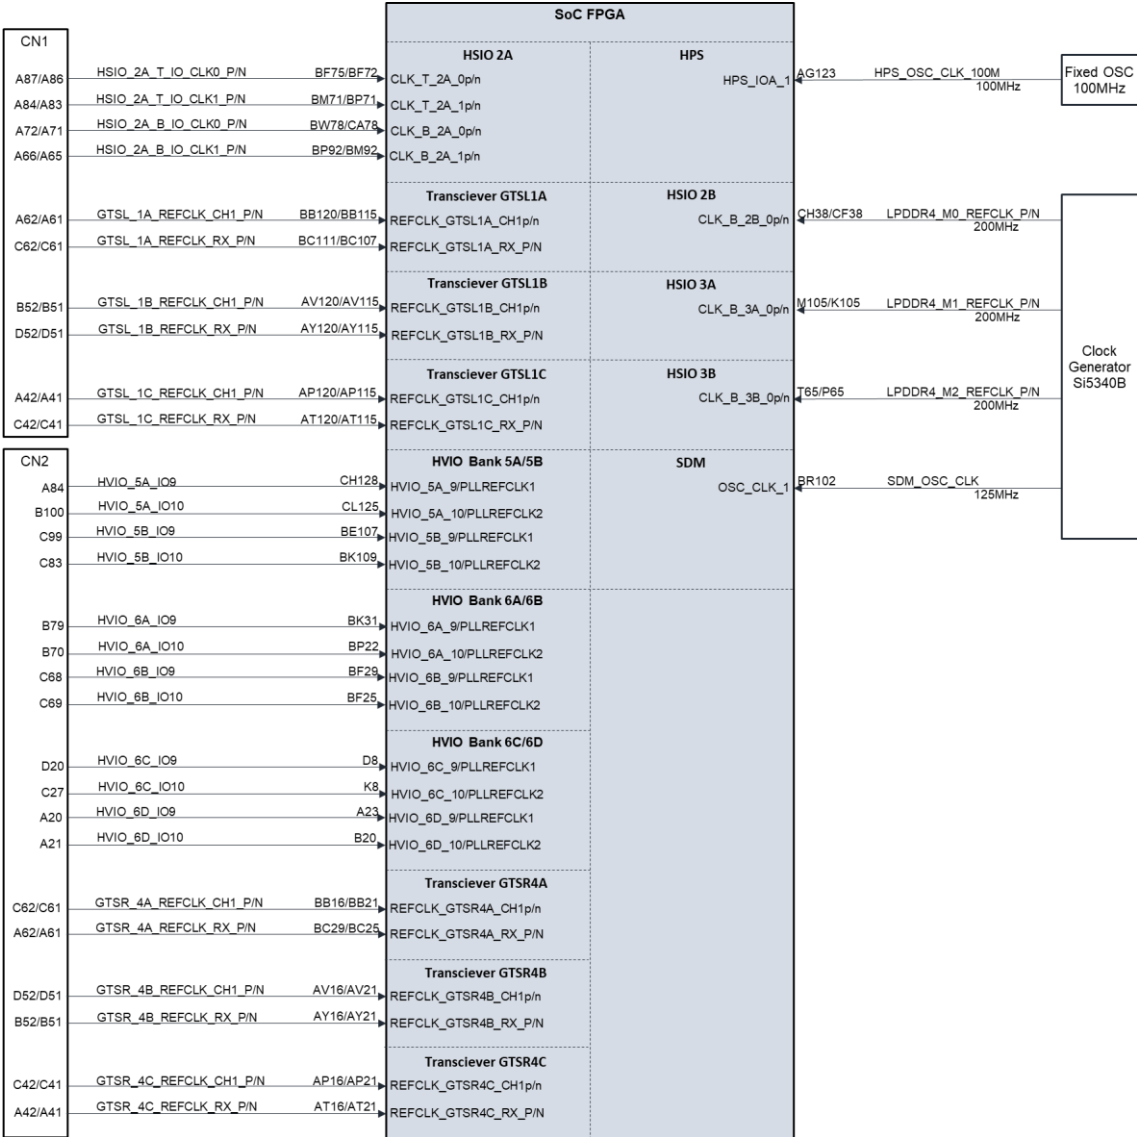 SoC FPGA
CN1
HSIO 2A
HPS
A87/A86 HSIO_2A_T_IO_CLK0_P/N BF75/BF72 CLK_T_2A_0p/n
HPS_IOA_1 AG123 HPS_OSC_CLK_100M
100MHz
Fixed OSC
100MHz
A84/A83 HSIO_2A_T_IO_CLK1_P/N BM71/BP71 CLK_T_2A_1p/n
A72/A71 HSIO_2A_B_IO_CLK0_P/N BW78/CA78 CLK_B_2A_0p/n
A66/A65 HSIO_2A_B_IO_CLK1_P/N BP92/BM92 CLK_B_2A_1p/n
Transciever GTSL1A
HSIO 2B
A62/A61 GTSL_1A_REFCLK_CH1_P/N BB120/BB115 REFCLK_GTSL1A_CH1p/n
CLK_B_2B_0p/n CH38/CF38 LPDDR4_M0_REFCLK_P/N
200MHz
C62/C61 GTSL_1A_REFCLK_RX_P/N BC111/BC107 REFCLK_GTSL1A_RX_P/N
Transciever GTSL1B
HSIO 3A
B52/B51 GTSL_1B_REFCLK_CH1_P/N AV120/AV115 REFCLK_GTSL1B_CH1p/n
CLK_B_3A_0p/n M105/K105 LPDDR4_M1_REFCLK_P/N
200MHz
D52/D51 GTSL_1B_REFCLK_RX_P/N AY120/AY115 REFCLK_GTSL1B_RX_P/N
Clock
Generator
Si5340B
Transciever GTSL1C
HSIO 3B
A42/A41 GTSL_1C_REFCLK_CH1_P/N AP120/AP115 REFCLK_GTSL1C_CH1p/n
CLK_B_3B_0p/n T65/P65 LPDDR4_M2_REFCLK_P/N
200MHz
C42/C41 GTSL_1C_REFCLK_RX_P/N AT120/AT115 REFCLK_GTSL1C_RX_P/N
CN2
HVIO Bank 5A/5B
SDM
A84 HVIO_5A_IO9 CH128 HVIO_5A_9/PLLREFCLK1
OSC_CLK_1 BR102 SDM_OSC_CLK
125MHz
B100 HVIO_5A_IO10 CL125 HVIO_5A_10/PLLREFCLK2
C99 HVIO_5B_IO9 BE107 HVIO_5B_9/PLLREFCLK1
C83 HVIO_5B_IO10 BK109 HVIO_5B_10/PLLREFCLK2
HVIO Bank 6A/6B
B79 HVIO_6A_IO9 BK31 HVIO_6A_9/PLLREFCLK1
B70 HVIO_6A_IO10 BP22 HVIO_6A_10/PLLREFCLK2
C68 HVIO_6B_IO9 BF29 HVIO_6B_9/PLLREFCLK1
C69 HVIO_6B_IO10 BF25 HVIO_6B_10/PLLREFCLK2
HVIO Bank 6C/6D
D20 HVIO_6C_IO9 D8 HVIO_6C_9/PLLREFCLK1
C27 HVIO_6C_IO10 K8 HVIO_6C_10/PLLREFCLK2
A20 HVIO_6D_IO9 A23 HVIO_6D_9/PLLREFCLK1
A21 HVIO_6D_IO10 B20 HVIO_6D_10/PLLREFCLK2
Transciever GTSR4A
C62/C61 GTSR_4A_REFCLK_CH1_P/N BB16/BB21 REFCLK_GTSR4A_CH1p/n
A62/A61 GTSR_4A_REFCLK_RX_P/N BC29/BC25 REFCLK_GTSR4A_RX_P/N
Transciever GTSR4B
D52/D51 GTSR_4B_REFCLK_CH1_P/N AV16/AV21 REFCLK_GTSR4B_CH1p/n
B52/B51 GTSR_4B_REFCLK_RX_P/N AY16/AY21 REFCLK_GTSR4B_RX_P/N
Transciever GTSR4C
C42/C41 GTSR_4C_REFCLK_CH1_P/N AP16/AP21 REFCLK_GTSR4C_CH1p/n
A42/A41 GTSR_4C_REFCLK_RX_P/N AT16/AT21 REFCLK_GTSR4C_RX_P/N